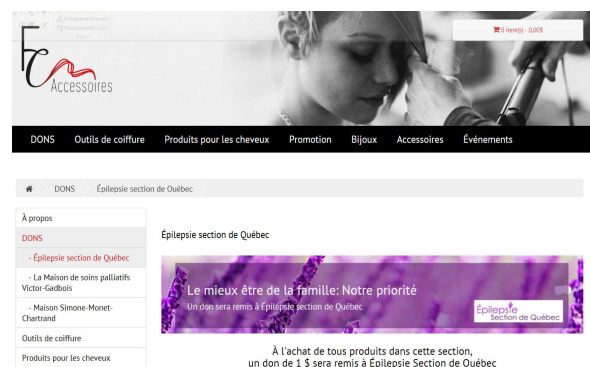 FC
Accessoires
0 item(s) - 0,00$
DONS Outils de coiffure Produits pour les cheveux Promotion Bijoux Accessoires Événements
DONS Épilepsie section de Québec
À propos
DONS
- Épilepsie section de Québec
- La Maison de soins palliatifs
Victor-Gadbois
- Maison Simone-Monet-
Chartrand
Outils de coiffure
Produits pour les cheveux
Épilepsie section de Québec
Le mieux être de la famille: Notre priorité
Un don sera remis à Épilepsie section de Québec
Épilepsie
Section de Québec
À l'achat de tous produits dans cette section,
un don de 1 $ sera remis à Épilepsie Section de Québec